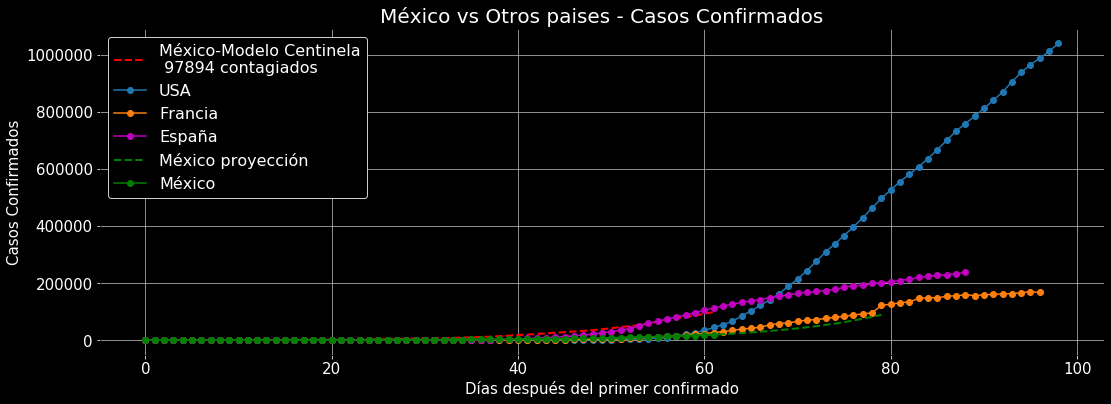 México vs Otros paises - Casos Confirmados
México-Modelo Centinela
97894 contagiados
USA
Francia
España
México proyección
México
Casos Confirmados
1000000
800000
600000
400000
200000
0
0 20 40 60 80 100
Días después del primer confirmado